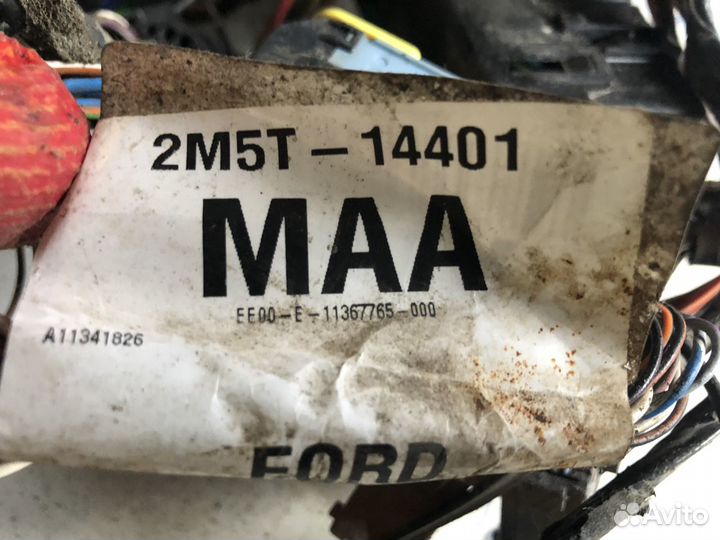 2M5T-14401
MAA
EE00-E-11367765-000
A11341826
FORD
Avito